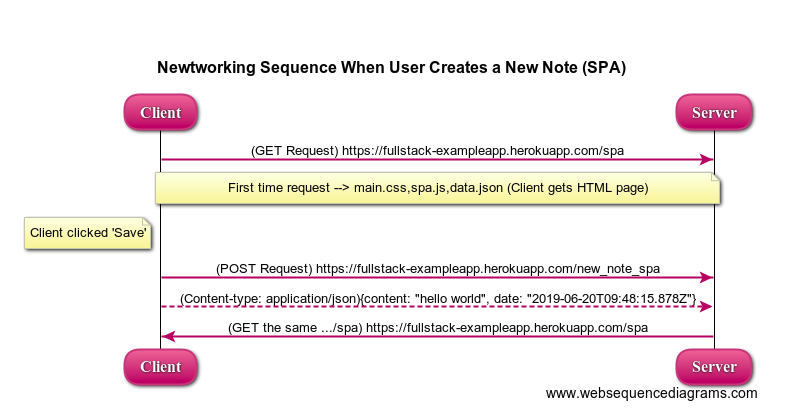 Newtworking Sequence When User Creates a New Note (SPA)
Client Server
(GET Request) https://fullstack-exampleapp.herokuapp.com/spa
First time request --> main.css,spa.js,data.json (Client gets HTML page)
Client clicked 'Save'
(POST Request) https://fullstack-exampleapp.herokuapp.com/new_note_spa
(Content-type: application/json){content: "hello world", date: "2019-06-20T09:48:15.878Z"}
(GET the same .../spa) https://fullstack-exampleapp.herokuapp.com/spa
Client Server
www.websequencediagrams.com